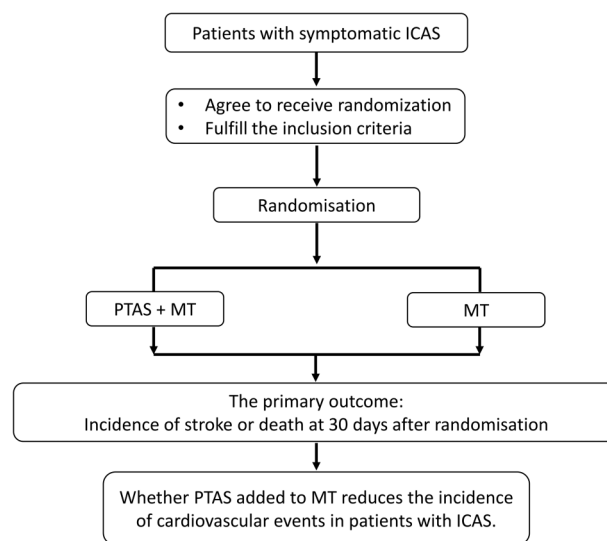 Patients with symptomatic ICAS
• Agree to receive randomization
• Fulfill the inclusion criteria
Randomisation
PTAS + MT
MT
The primary outcome:
Incidence of stroke or death at 30 days after randomisation
Whether PTAS added to MT reduces the incidence
of cardiovascular events in patients with ICAS.